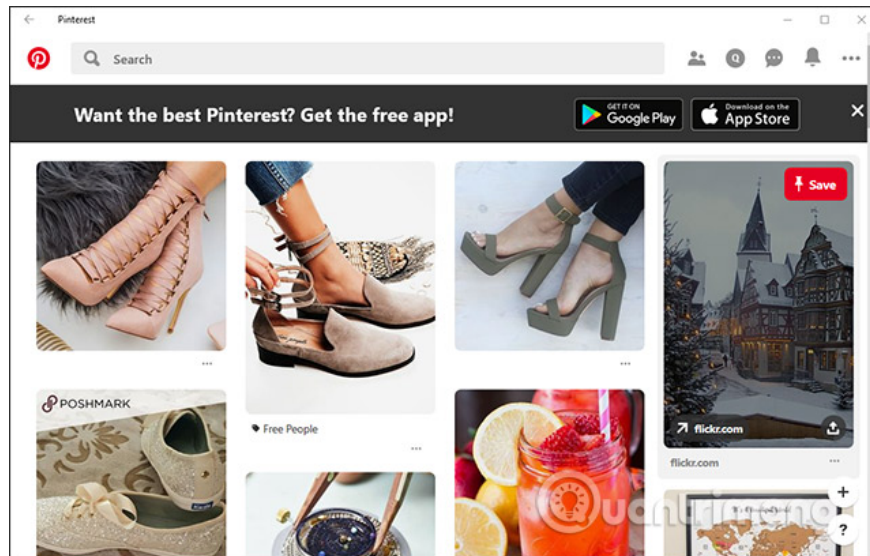 Pinterest
Search
Q
Want the best Pinterest? Get the free app!
GET IT ON
Google Play
Download on the
App Store
Save
POSHMARK
Free People
flickr.com
flickr.com
Quantrimang
+
?